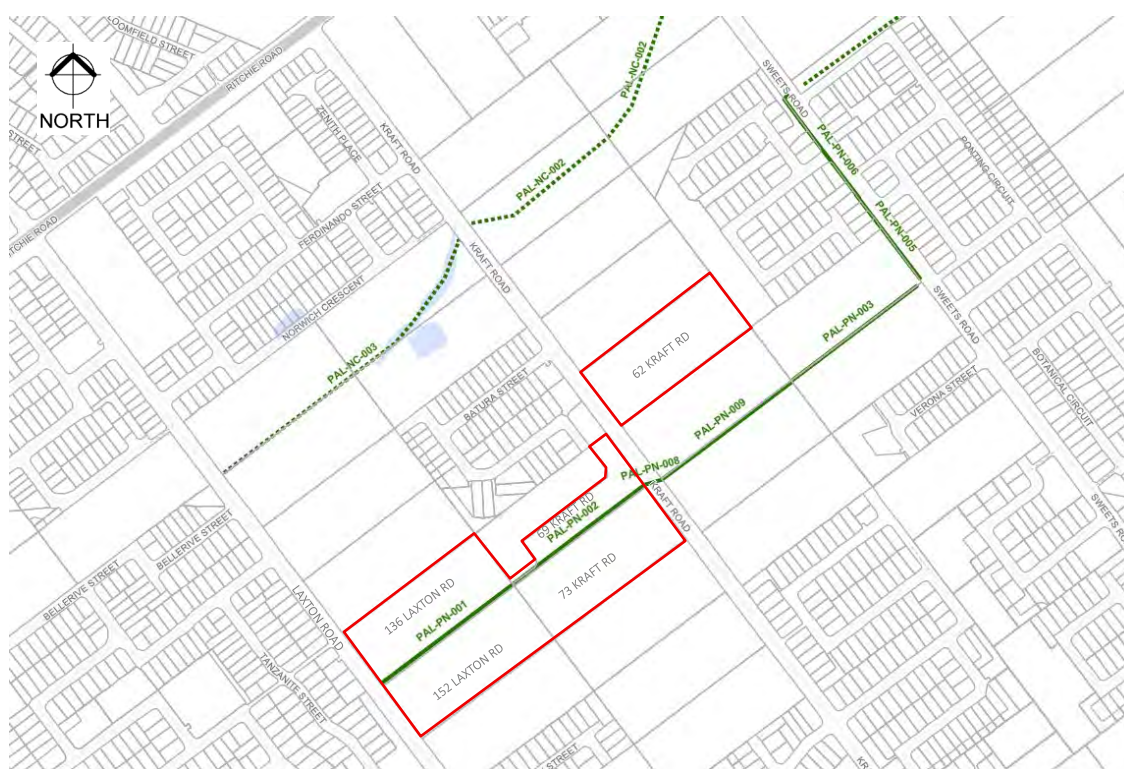 LOOMFIELD STREET
RITCHIE ROAD
NORTH
STREET
ZENITH PLACE
KRAFT ROAD
PAL-NC-002
SWEETS ROAD
PAL-PN-006
PONTING CIRCUIT
PAL-NC-002
FERDINANDO STREET
RITCHIE ROAD
PAL-PN-005
KRAFT ROAD
NORWICH CRESCENT
SWEETS ROAD
PAL-PN-003
62 KRAFT RD
PAL-NC-003
BATURA STREET
VERONA STREET
BOTANICAL CIRCUIT
PAL-PN-009
PAL-PN-008
KRAFT ROAD
69 KRAFT RD
PAL-PN-002
SWEETS RO
BELLERIVE STREET
BELLERIVE STREET
73 KRAFT RD
LAXTON ROAD
136 LAXTON RD
PAL-PN-001
152 LAXTON RD
TANZANITE STREET
STREET